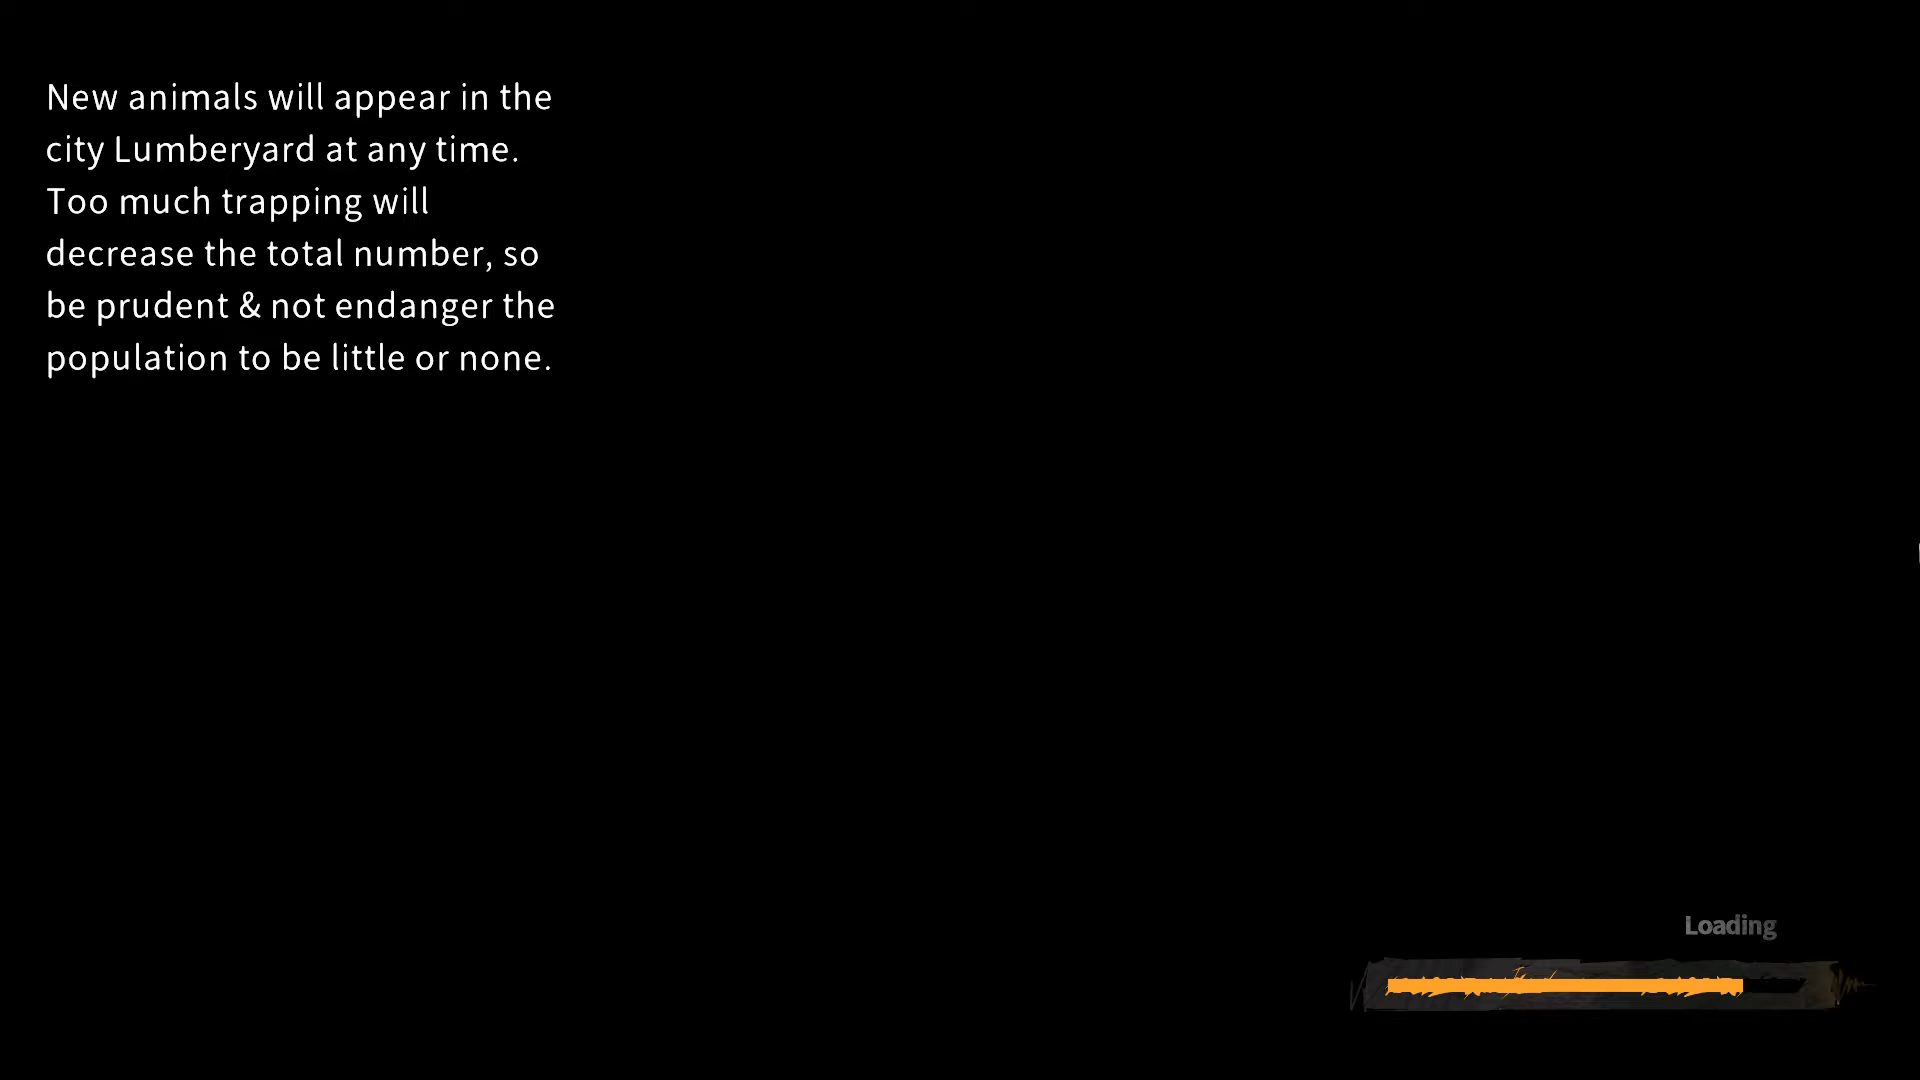 New animals will appear in the
city Lumberyard at any time.
Too much trapping will
decrease the total number, so
be prudent & not endanger the
population to be little or none.
Loading